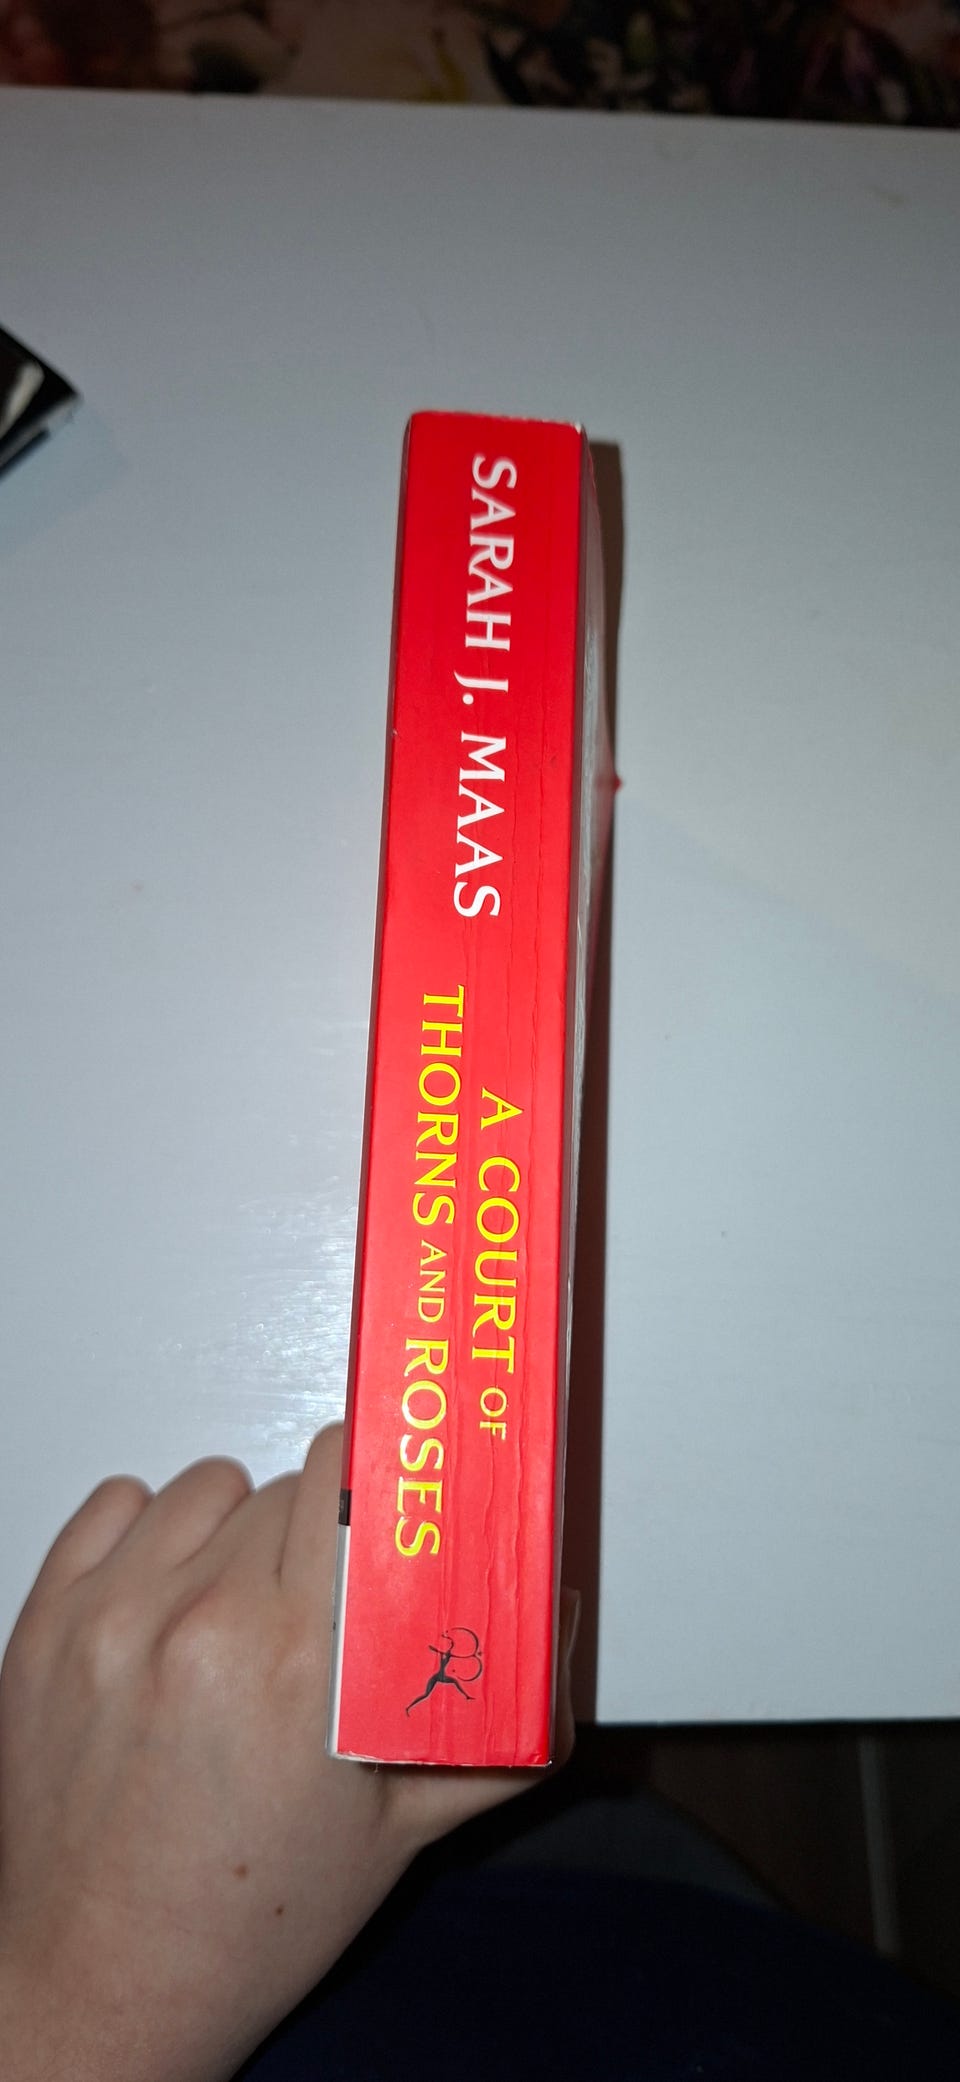 SARAH J. MAAS
A COURT OF
THORNS AND ROSES